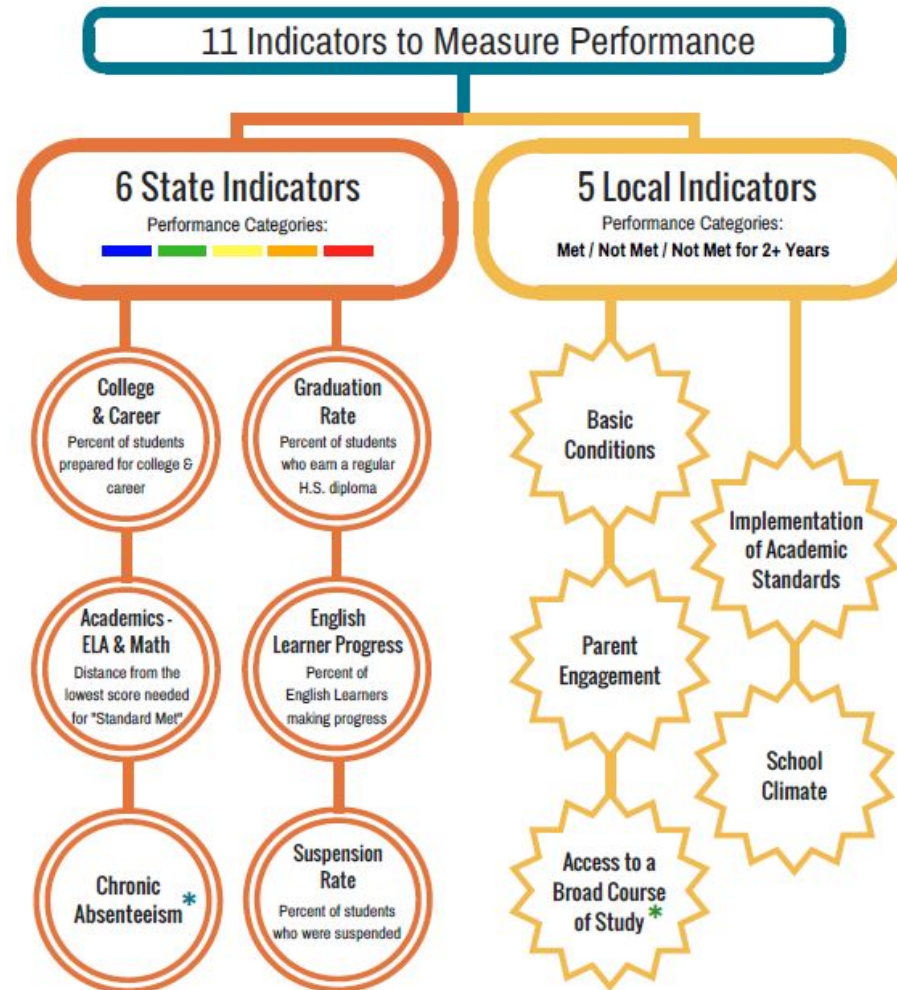 11 Indicators to Measure Performance
6 State Indicators
Performance Categories:
5 Local Indicators
Performance Categories:
Met / Not Met / Not Met for 2+ Years
College
& Career
Percent of students
prepared for college &
career
Graduation
Rate
Percent of students
who earn a regular
H.S. diploma
Basic
Conditions
Implementation
of Academic
Standards
Academics -
ELA & Math
Distance from the
lowest score needed
for "Standard Met"
English
Learner Progress
Percent of
English Learners
making progress
Parent
Engagement
School
Climate
Chronic
Absenteeism *
Suspension
Rate
Percent of students
who were suspended
Access to a
Broad Course
of Study *